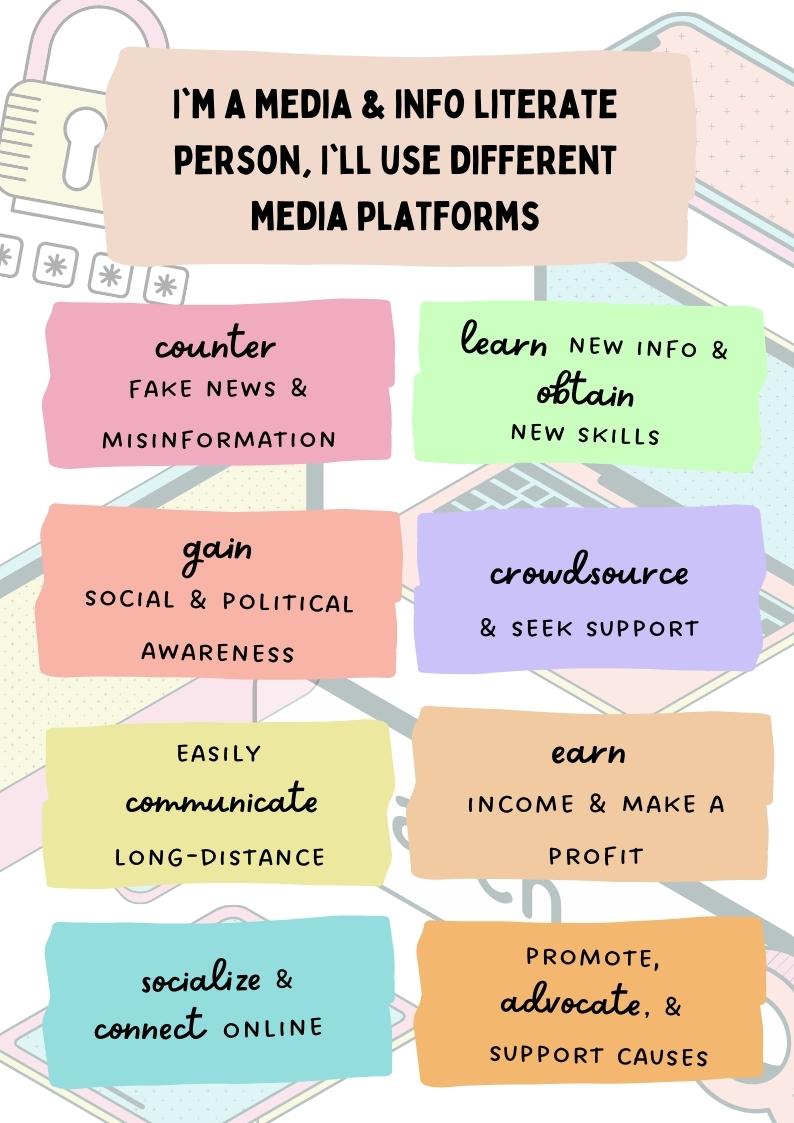 I`M A MEDIA & INFO LITERATE
PERSON, I`LL USE DIFFERENT
MEDIA PLATFORMS
counter
FAKE NEWS &
MISINFORMATION
learn NEW INFO &
obtain
NEW SKILLS
gain
SOCIAL & POLITICAL
AWARENESS
crowdsource
& SEEK SUPPORT
EASILY
communicate
LONG-DISTANCE
earn
INCOME & MAKE A
PROFIT
socialize &
connect ONLINE
PROMOTE,
advocate, &
SUPPORT CAUSES